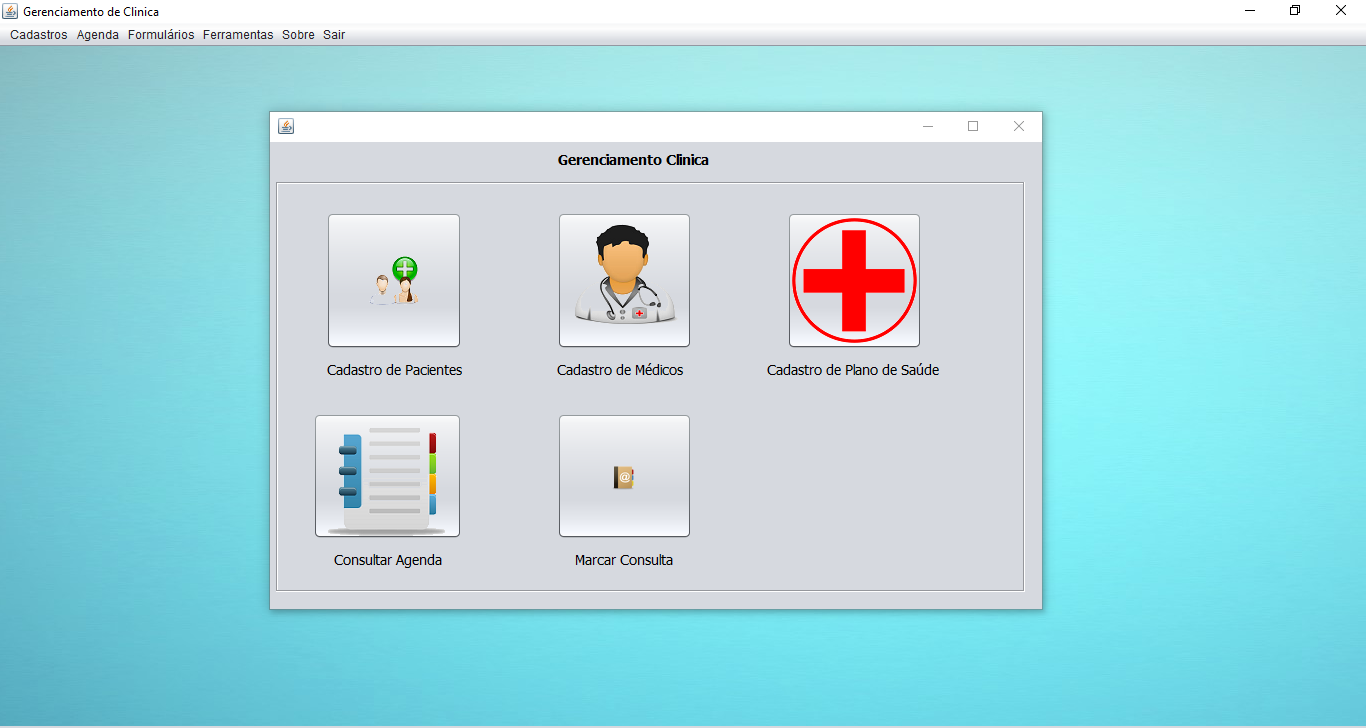 Gerenciamento de Clinica
Cadastros Agenda Formulários Ferramentas Sobre Sair
Gerenciamento Clinica
Cadastro de Pacientes Cadastro de Médicos Cadastro de Plano de Saúde
@
Consultar Agenda Marcar Consulta